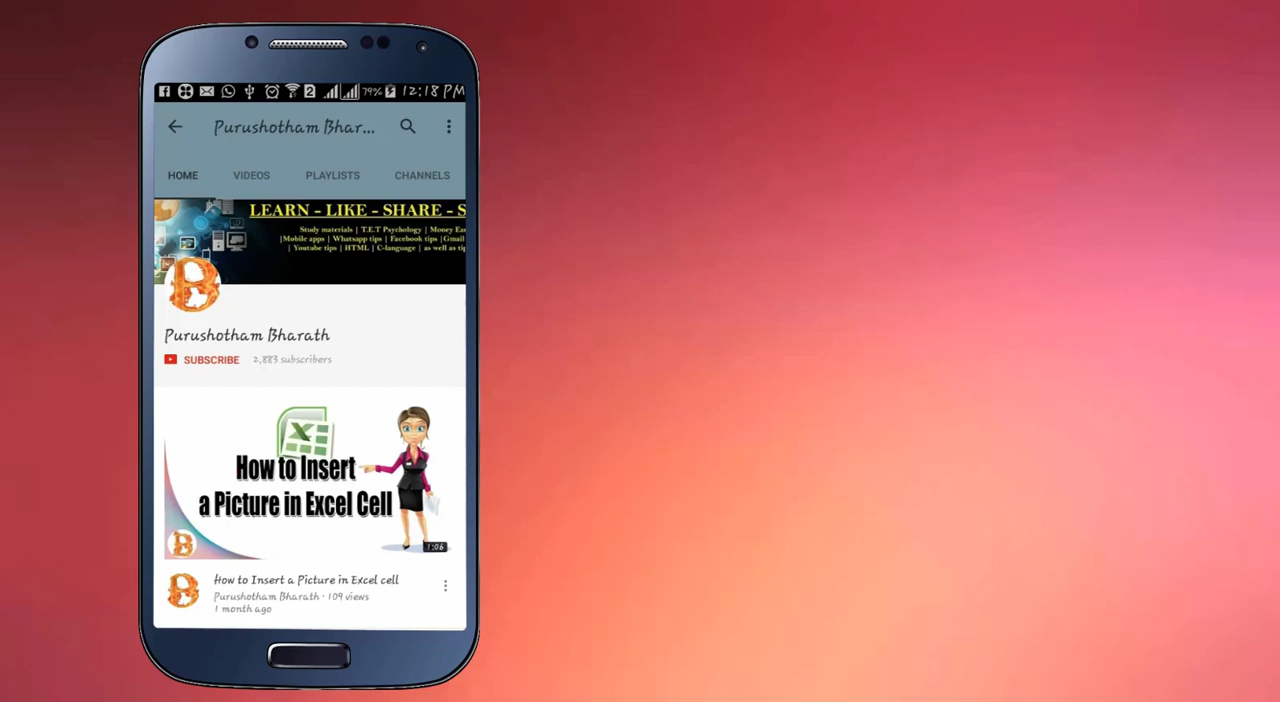 2 79% 12:18 PM
Purushotham Bhar...
HOME VIDEOS PLAYLISTS CHANNELS
LEARN - LIKE - SHARE - S
Study materials | T.E.T Psychology | Money Ea
|Mobile apps | Whatsapp tips | Facebook tips |Gmail
| Youtube tips | HTML | C-language | as well as tip
B
Purushotham Bharath
SUBSCRIBE 2,883 subscribers
How to Insert
a Picture in Excel Cell
B
1:06
B
How to Insert a Picture in Excel cell
Purushotham Bharath · 109 views
1 month ago